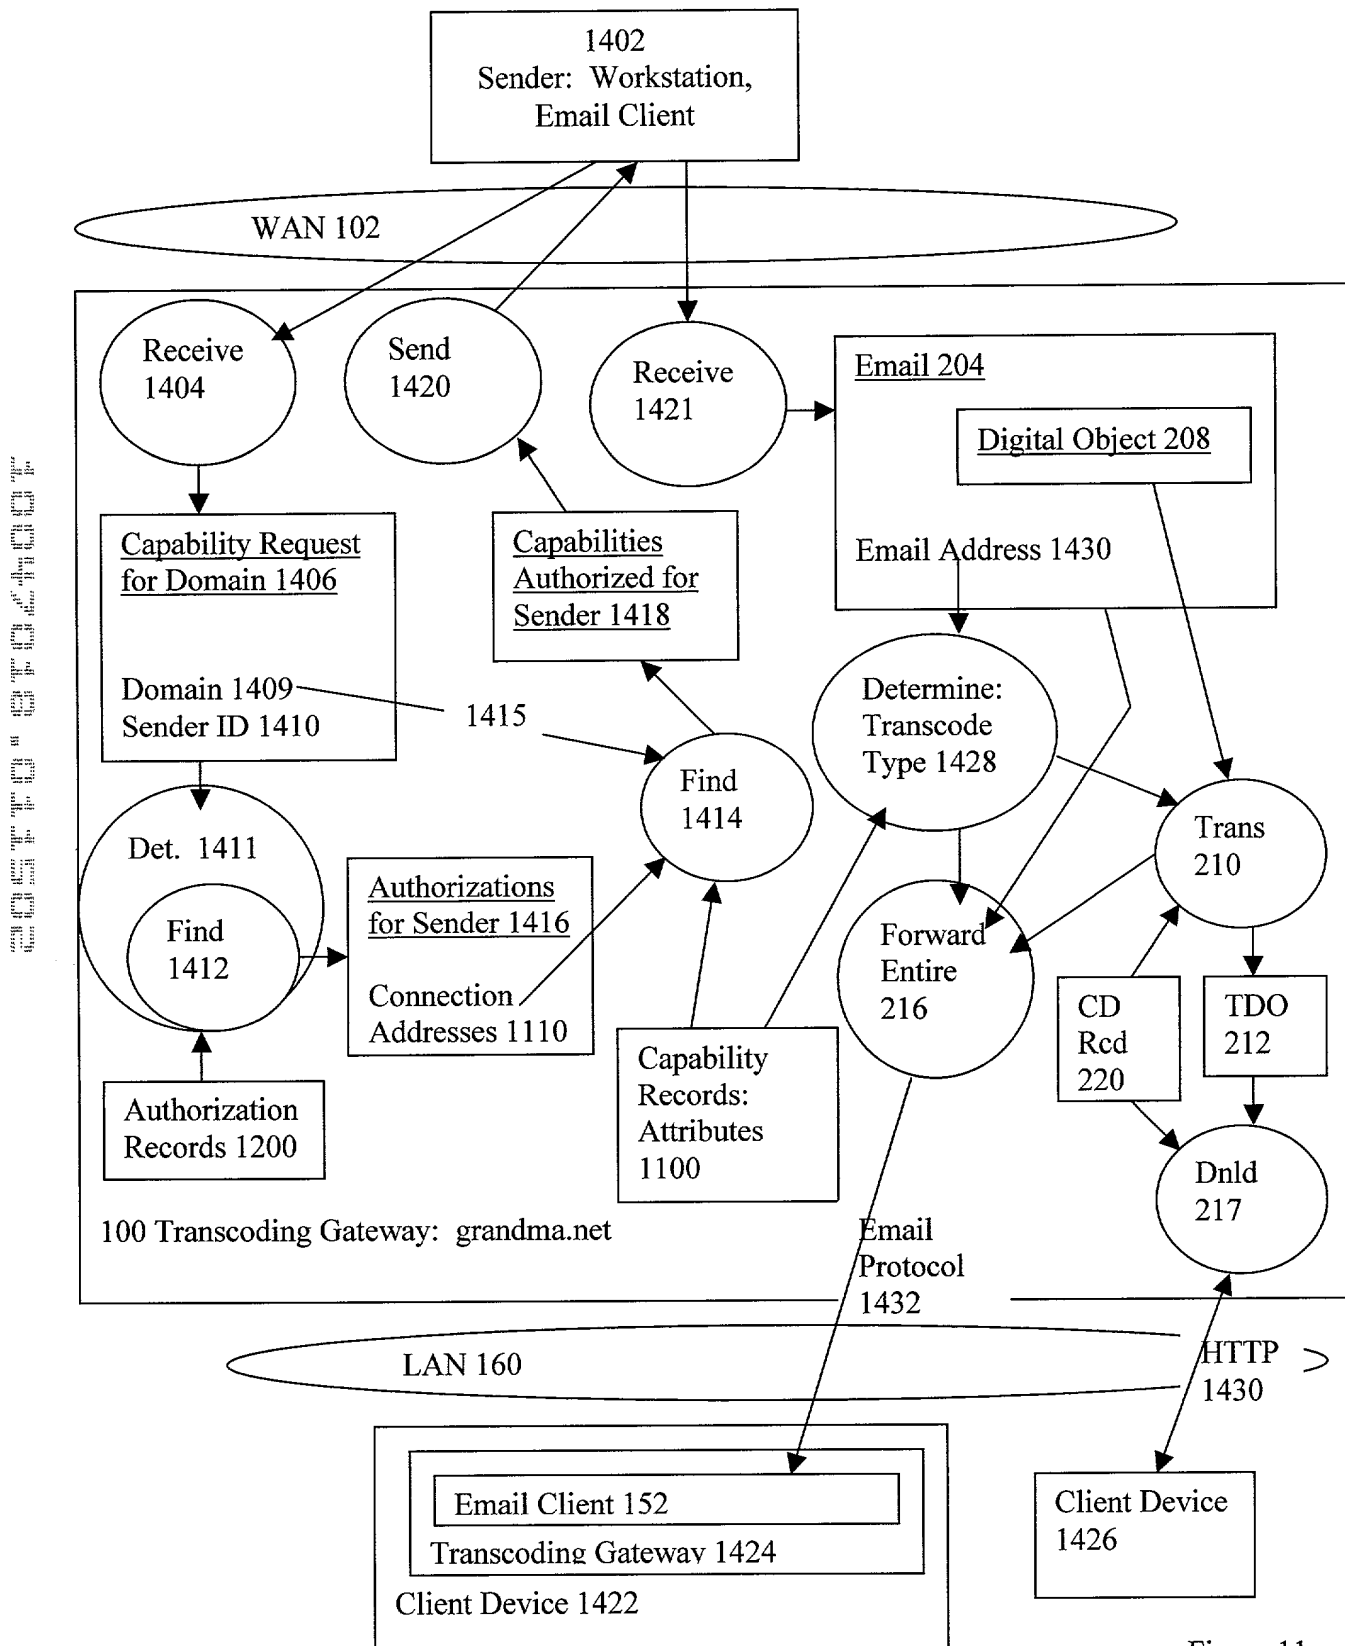 1402
Sender: Workstation,
Email Client
WAN 102
Receive
1404
Send
1420
Receive
1421
Email 204
Digital Object 208
Email Address 1430
Capability Request
for Domain 1406
Domain 1409
Sender ID 1410
Capabilities
Authorized for
Sender 1418
1415
Determine:
Transcode
Type 1428
Find
1414
Trans
210
Det. 1411
Find
1412
Authorizations
for Sender 1416
Connection
Addresses 1110
Forward
Entire
216
CD
Rcd
220
TDO
212
Authorization
Records 1200
Capability
Records:
Attributes
1100
Dnld
217
100 Transcoding Gateway: grandma.net
Email
Protocol
1432
LAN 160
HTTP
1430
Email Client 152
Transcoding Gateway 1424
Client Device 1422
Client Device
1426